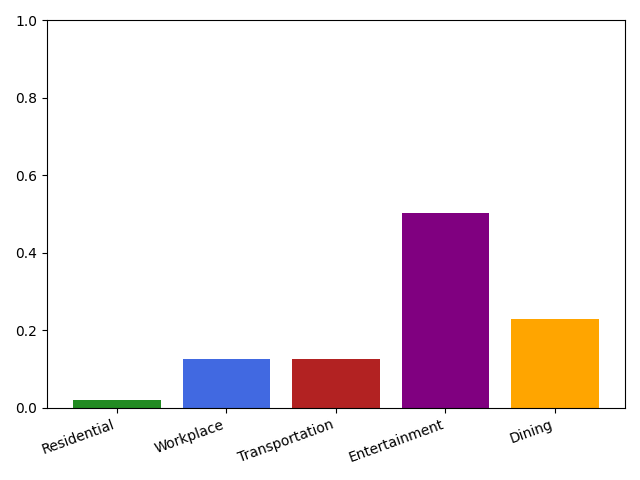 1.0
0.8
0.6
0.4
0.2
0.0
Residential
Workplace
Transportation
Entertainment
Dining